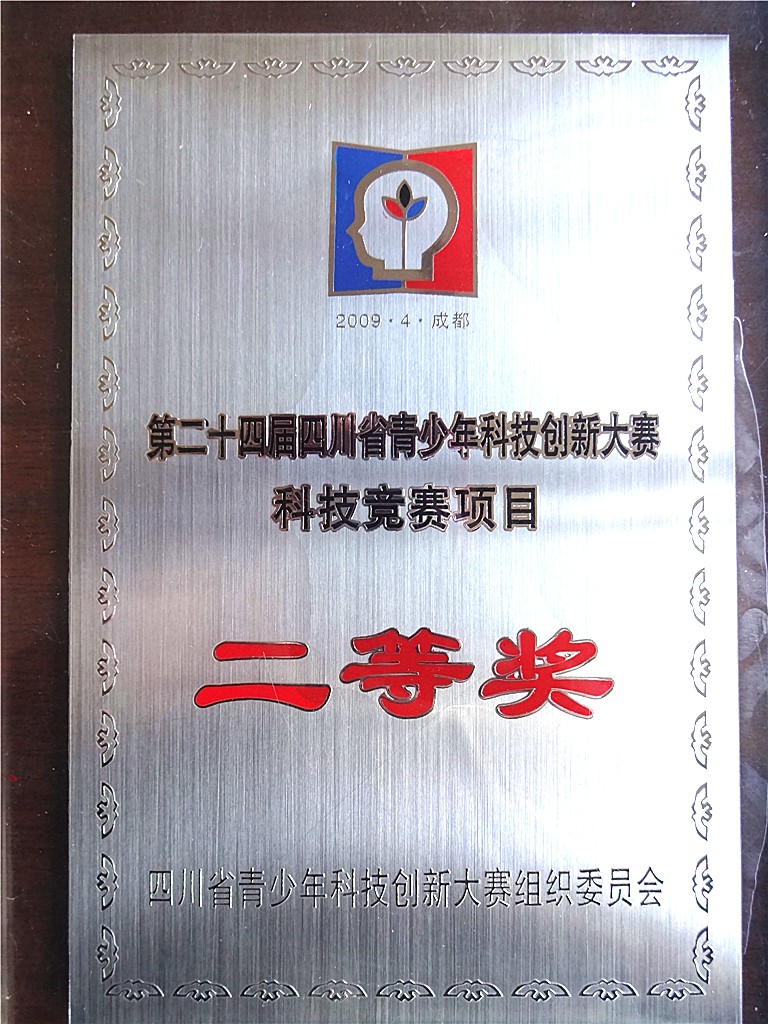 2009·4·成都
第二十四届四川省青少年科技创新大赛
科技竞赛项目
二等奖
四川省青少年科技创新大赛组织委员会